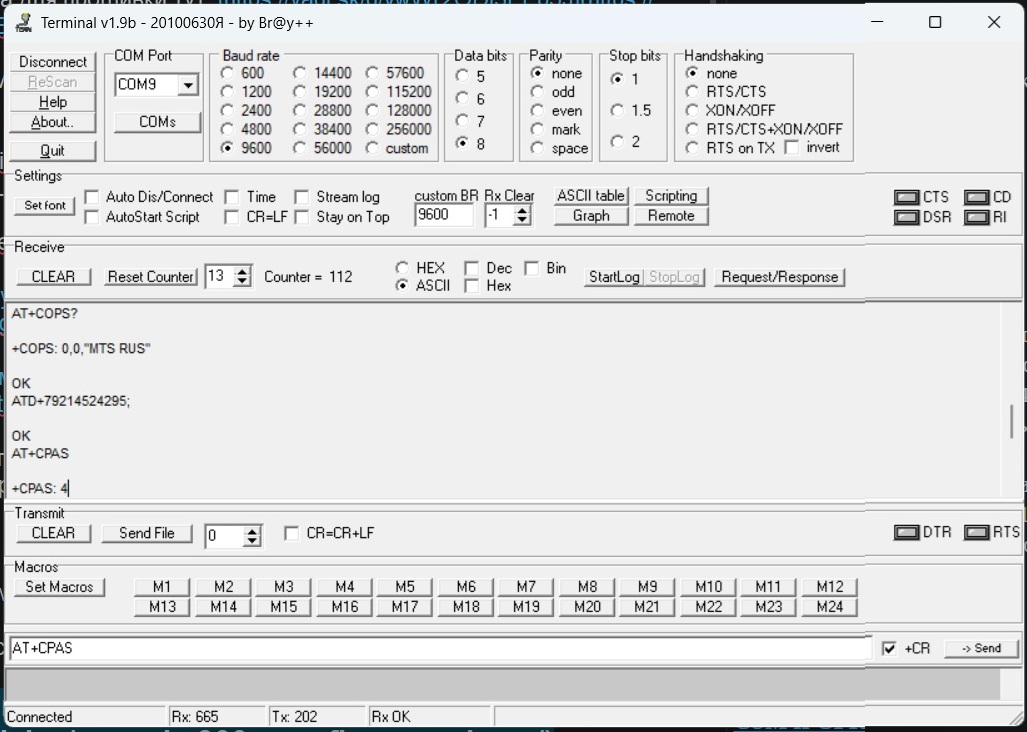 Terminal v1.9b - 20100630Я - by Br@y++
Disconnect
ReScan
Help
About..
Quit
COM Port
COM9
COMs
Baud rate
600 14400 57600
1200 19200 115200
2400 28800 128000
4800 38400 256000
9600 56000 custom
Data bits
5
6
7
8
Parity
none
odd
even
mark
space
Stop bits
1
1.5
2
Handshaking
none
RTS/CTS
XON/XOFF
RTS/CTS+XON/XOFF
RTS on TX invert
Settings
Set font
Auto Dis/Connect Time Stream log
AutoStart Script CR=LF Stay on Top
custom BR Rx Clear
9600 -1
ASCII table Scripting
Graph Remote
CTS CD
DSR RI
Receive
CLEAR Reset Counter 13 Counter = 112
HEX Dec Bin
ASCII Hex
StartLog StopLog Request/Response
AT+COPS?
+COPS: 0,0,"MTS RUS"
OK
ATD+79214524295;
OK
AT+CPAS
+CPAS: 4
Transmit
CLEAR Send File 0 CR=CR+LF
DTR RTS
Macros
Set Macros
M1 M2 M3 M4 M5 M6 M7 M8 M9 M10 M11 M12
M13 M14 M15 M16 M17 M18 M19 M20 M21 M22 M23 M24
AT+CPAS +CR -> Send
Connected Rx: 665 Tx: 202 Rx OK